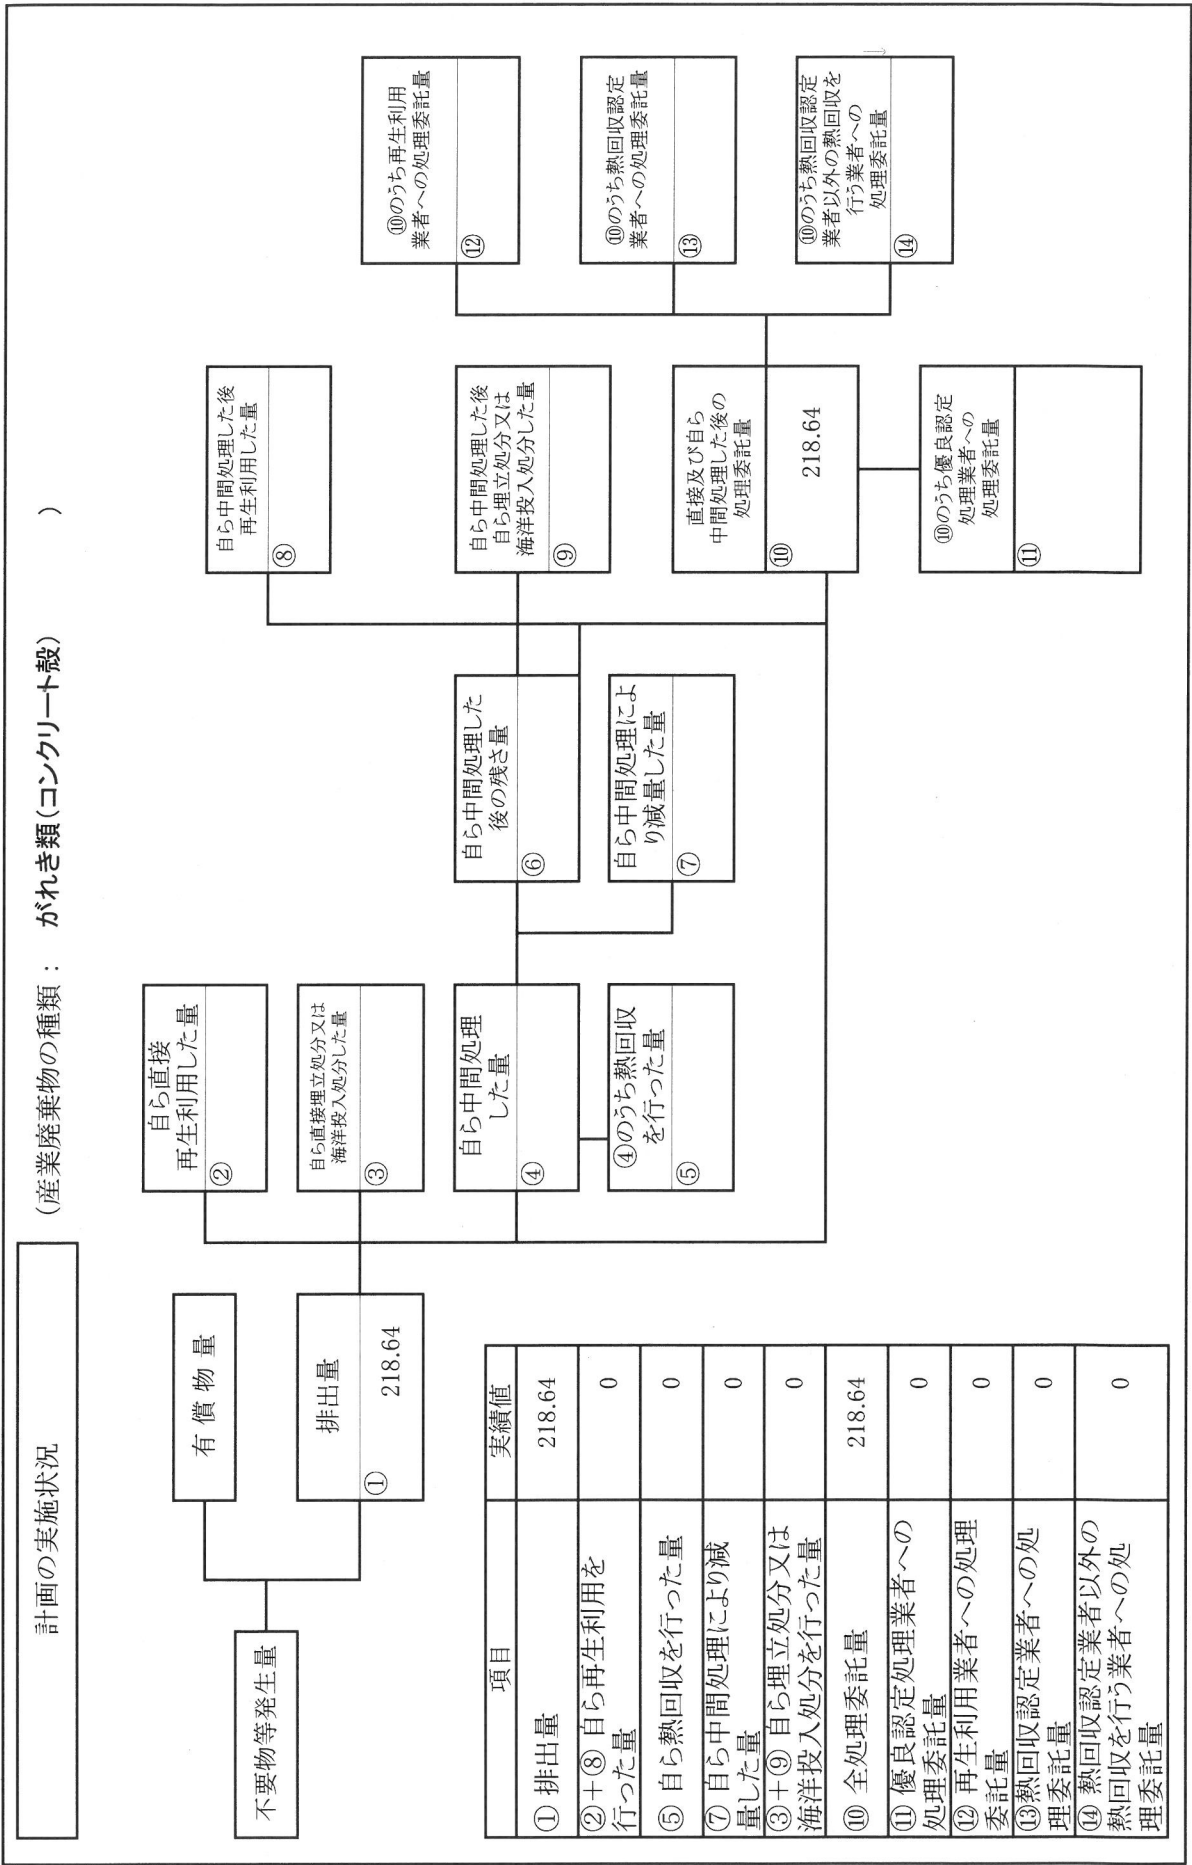 計画の実施状況
(産業廃棄物の種類： がれき類(コンクリート殻) )
不要物等発生量
有 償 物 量
排出量
①
218.64
自ら直接
再生利用した量
②
自ら直接埋立処分又は
海洋投入処分した量
③
自ら中間処理
した量
④
④のうち熱回収
を行った量
⑤
自ら中間処理した
後の残さ量
⑥
自ら中間処理によ
り減量した量
⑦
自ら中間処理した後
再生利用した量
⑧
自ら中間処理した後
自ら埋立処分又は
海洋投入処分した量
⑨
直接及び自ら
中間処理した後の
処理委託量
⑩
218.64
⑩のうち優良認定
処理業者への
処理委託量
⑪
⑩のうち再生利用
業者への処理委託量
⑫
⑩のうち熱回収認定
業者への処理委託量
⑬
⑩のうち熱回収認定
業者以外の熱回収を
行う業者への
処理委託量
⑭
項目 実績値
① 排出量 218.64
②＋⑧ 自ら再生利用を
行った量 0
⑤ 自ら熱回収を行った量 0
⑦ 自ら中間処理により減
量した量 0
③＋⑨ 自ら埋立処分又は
海洋投入処分を行った量 0
⑩ 全処理委託量 218.64
⑪ 優良認定処理業者への
処理委託量 0
⑫ 再生利用業者への処理
委託量 0
⑬熱回収認定業者への処
理委託量 0
⑭ 熱回収認定業者以外の
熱回収を行う業者への処
理委託量 0